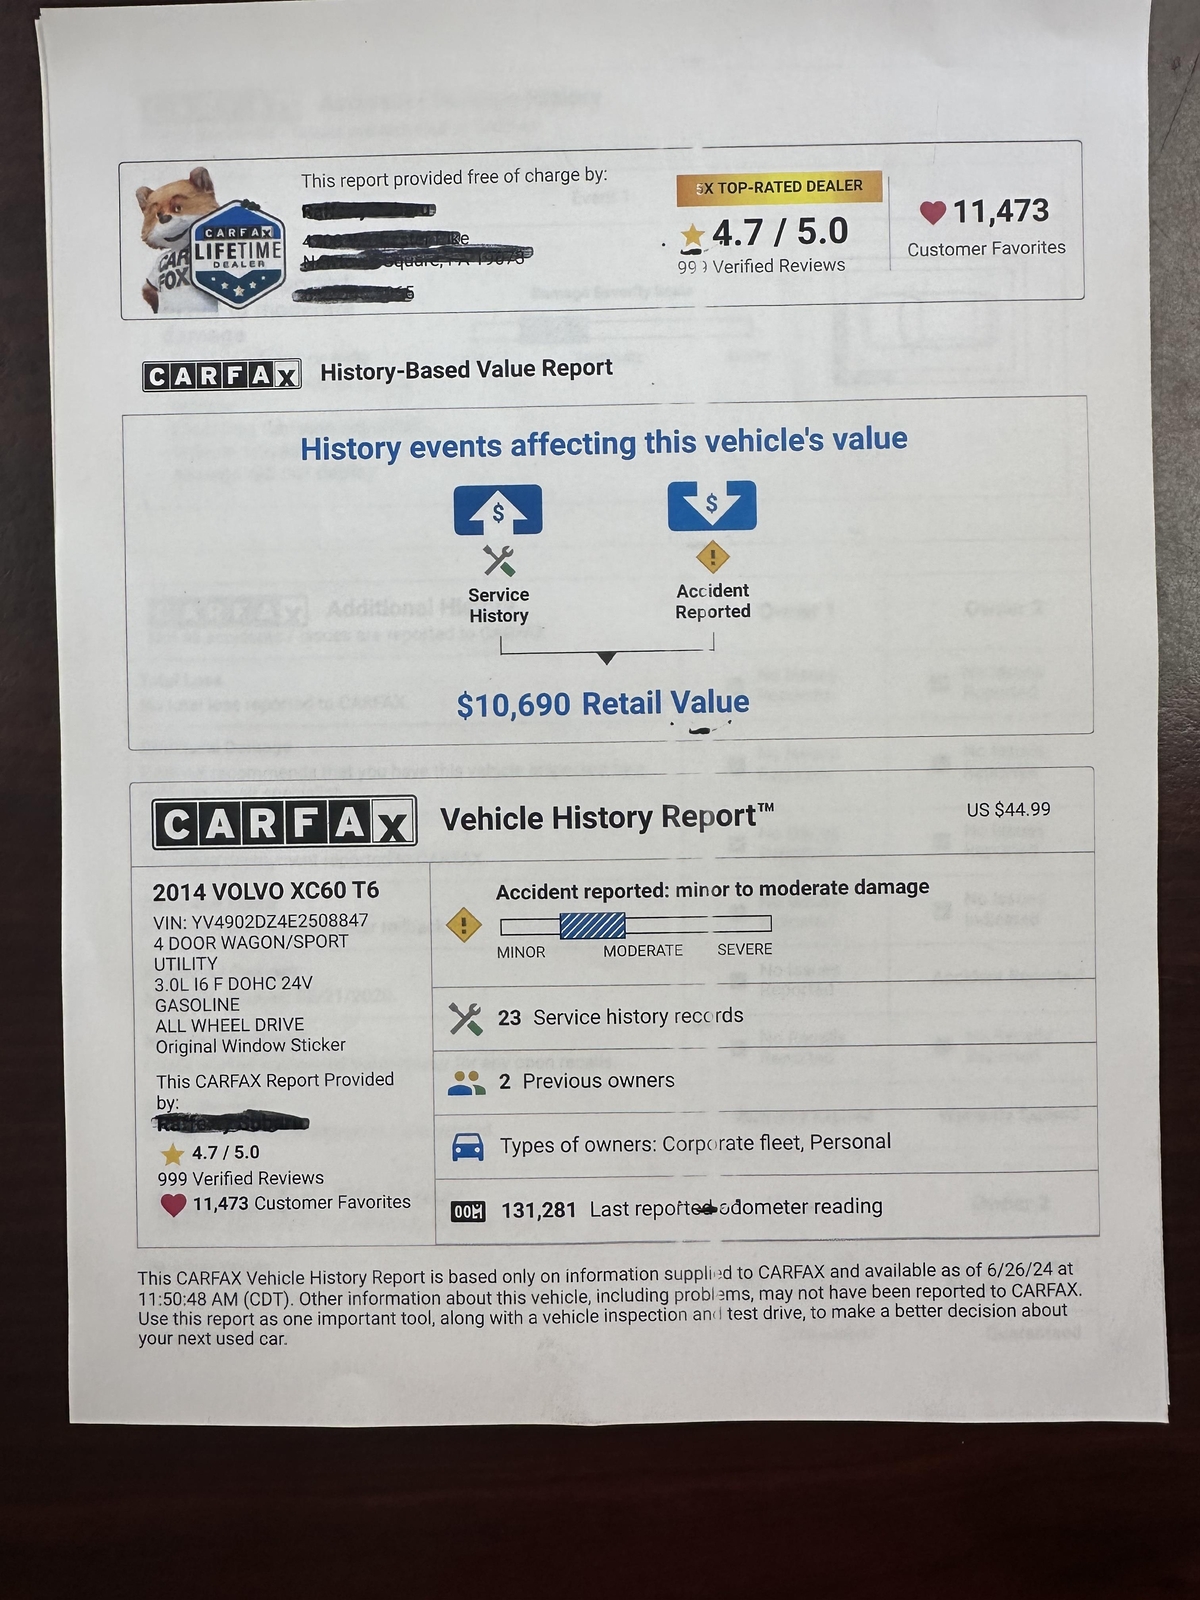 This report provided free of charge by:
5X TOP-RATED DEALER
4.7 / 5.0
999 Verified Reviews
11,473
Customer Favorites
CARFAX
LIFETIME
DEALER
CAR
FOX
Square, PA 19073
CARFAX History-Based Value Report
History events affecting this vehicle's value
$ $
Service
History
Accident
Reported
$10,690 Retail Value
CARFAX Vehicle History Report™ US $44.99
2014 VOLVO XC60 T6
VIN: YV4902DZ4E2508847
4 DOOR WAGON/SPORT
UTILITY
3.0L I6 F DOHC 24V
GASOLINE
ALL WHEEL DRIVE
Original Window Sticker
This CARFAX Report Provided
by:
4.7 / 5.0
999 Verified Reviews
11,473 Customer Favorites
Accident reported: minor to moderate damage
MINOR MODERATE SEVERE
23 Service history records
2 Previous owners
Types of owners: Corporate fleet, Personal
131,281 Last reported odometer reading
This CARFAX Vehicle History Report is based only on information supplied to CARFAX and available as of 6/26/24 at
11:50:48 AM (CDT). Other information about this vehicle, including problems, may not have been reported to CARFAX.
Use this report as one important tool, along with a vehicle inspection and test drive, to make a better decision about
your next used car.